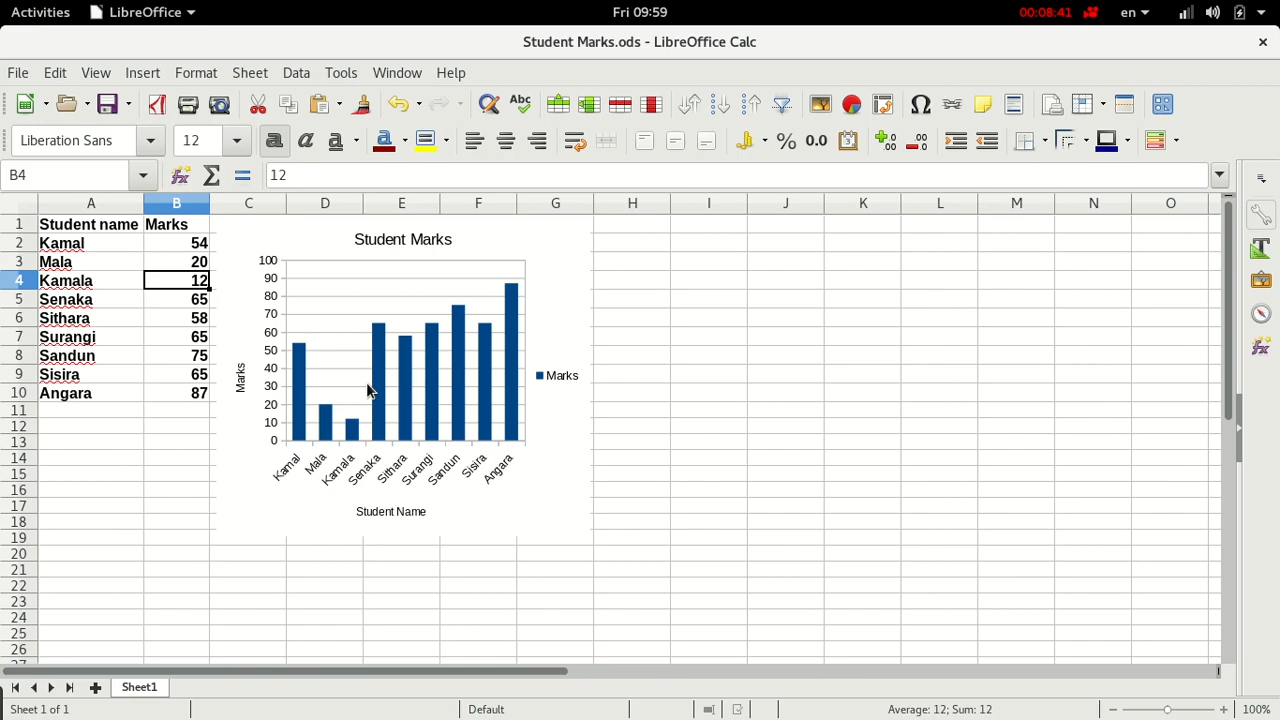 Activities LibreOffice Fri 09:59 00:08:41 en
Student Marks.ods - LibreOffice Calc
File Edit View Insert Format Sheet Data Tools Window Help
Liberation Sans 12 % 0.0
B4 12
A B C D E F G H I J K L M N O
1 Student name Marks
2 Kamal 54
3 Mala 20
4 Kamala 12
5 Senaka 65
6 Sithara 58
7 Surangi 65
8 Sandun 75
9 Sisira 65
10 Angara 87
11
12
13
14
15
16
17
18
19
20
21
22
23
24
25
26
27
Student Marks
100
90
80
70
60
50
40
30
20
10
0
Marks
Kamal Mala Kamala Senaka Sithara Surangi Sandun Sisira Angara
Student Name
Marks
Sheet1
Sheet 1 of 1 Default Average: 12; Sum: 12 100%